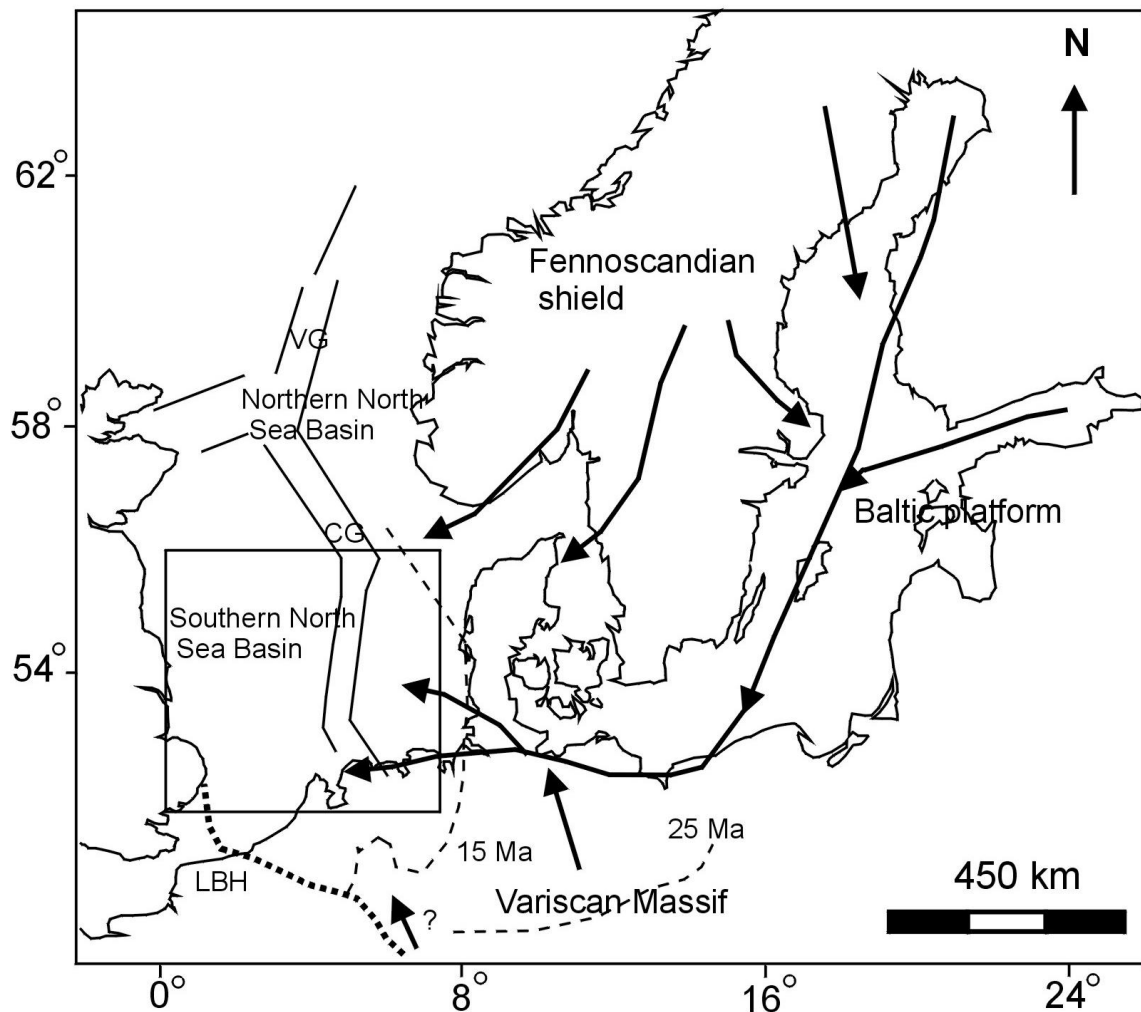 N
62°
Fennoscandian
shield
VG
Northern North
Sea Basin
58°
Baltic platform
CG
Southern North
Sea Basin
54°
25 Ma
15 Ma
LBH
Variscan Massif
450 km
?
0°
8°
16°
24°